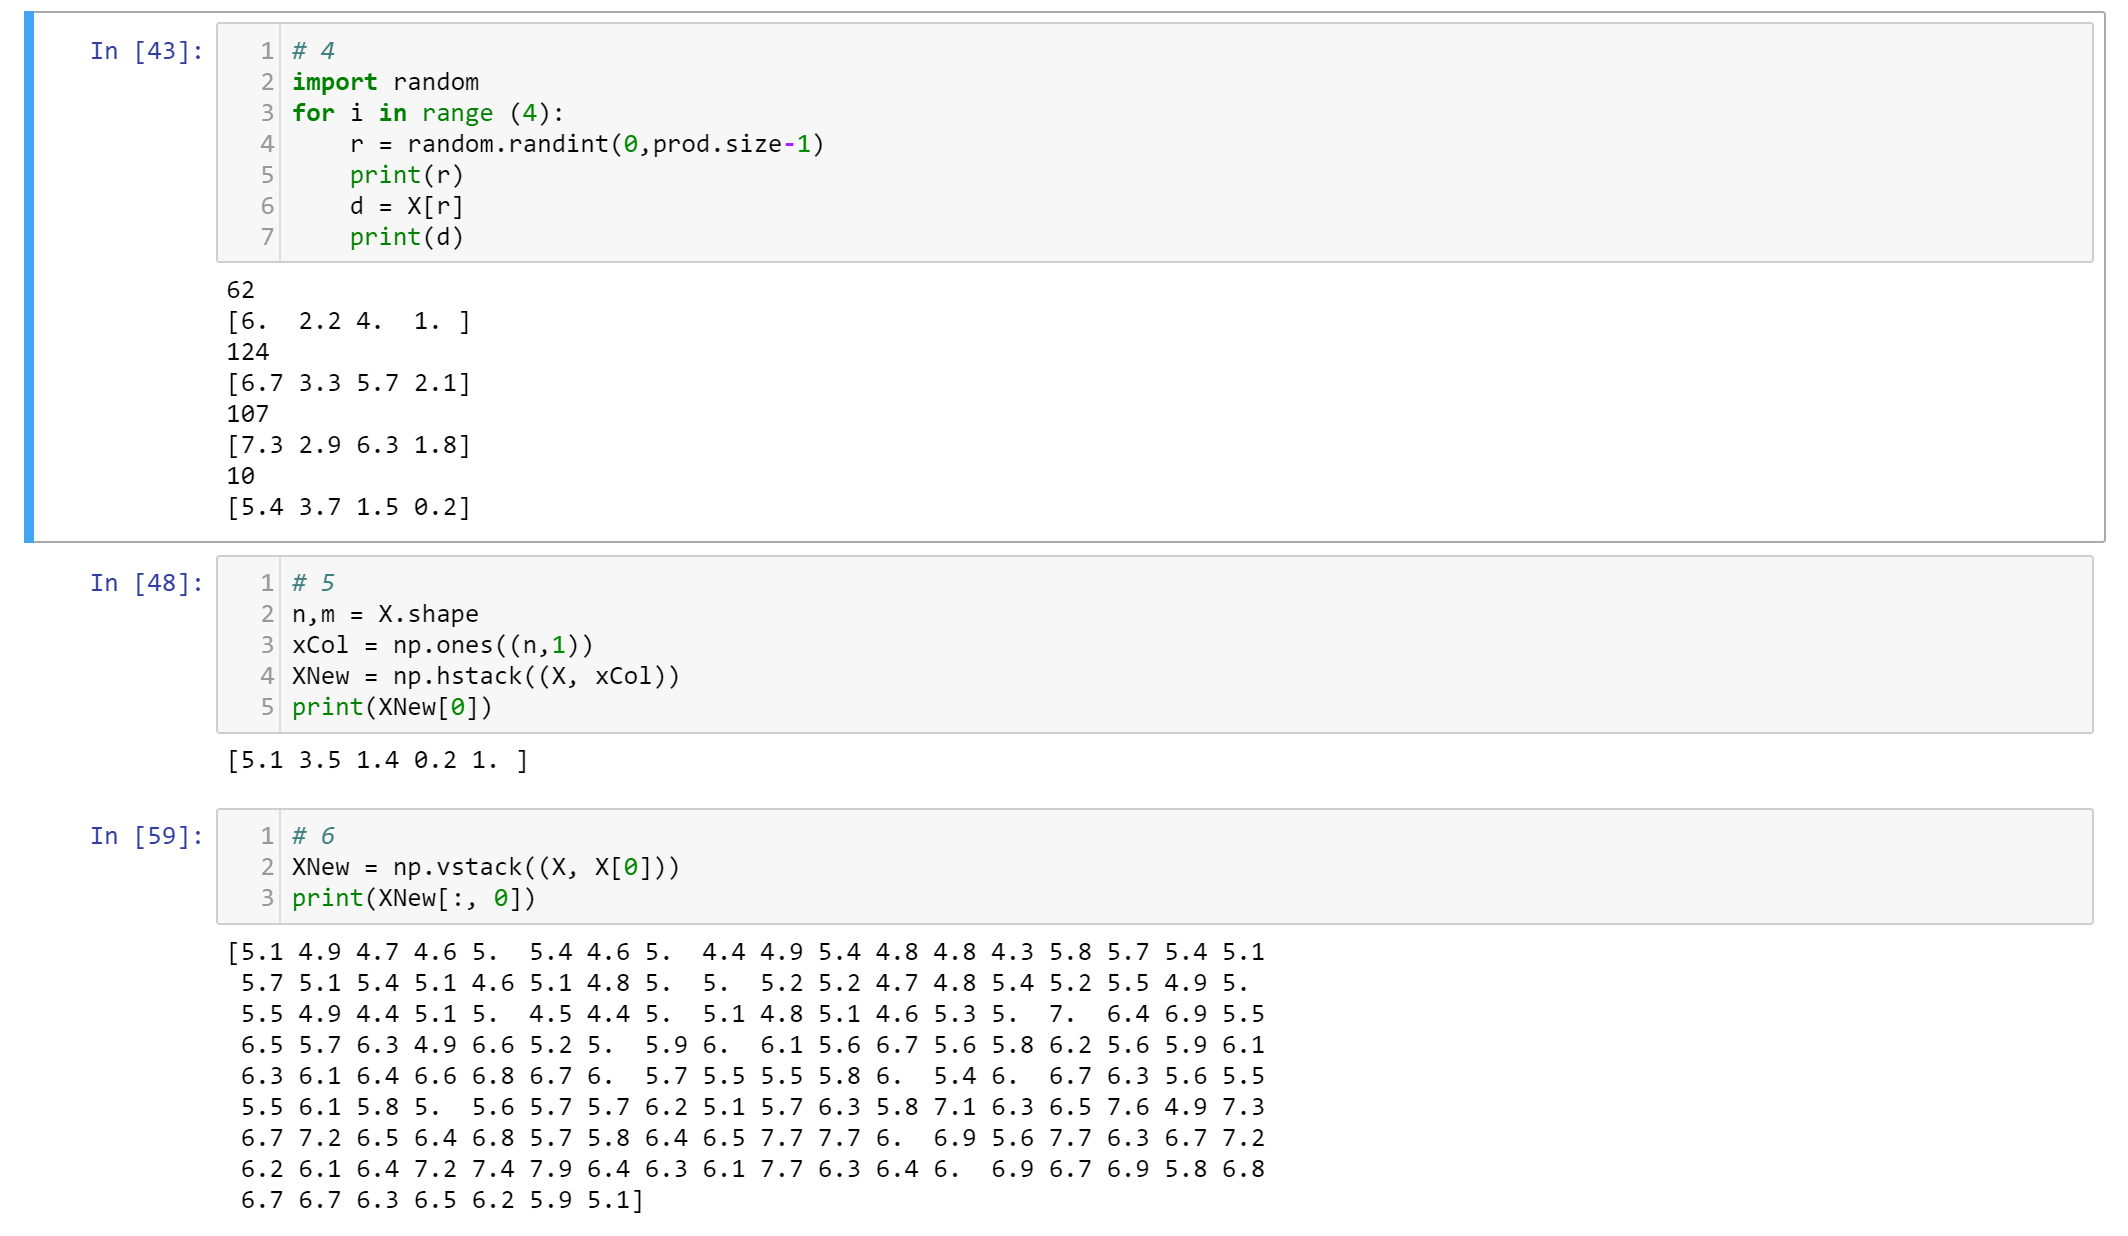 In [43]:
1 # 4
2 import random
3 for i in range (4):
4     r = random.randint(0,prod.size-1)
5     print(r)
6     d = X[r]
7     print(d)
62
[6.  2.2 4.  1. ]
124
[6.7 3.3 5.7 2.1]
107
[7.3 2.9 6.3 1.8]
10
[5.4 3.7 1.5 0.2]
In [48]:
1 # 5
2 n,m = X.shape
3 xCol = np.ones((n,1))
4 XNew = np.hstack((X, xCol))
5 print(XNew[0])
[5.1 3.5 1.4 0.2 1. ]
In [59]:
1 # 6
2 XNew = np.vstack((X, X[0]))
3 print(XNew[:, 0])
[5.1 4.9 4.7 4.6 5.  5.4 4.6 5.  4.4 4.9 5.4 4.8 4.8 4.3 5.8 5.7 5.4 5.1
 5.7 5.1 5.4 5.1 4.6 5.1 4.8 5.  5.  5.2 5.2 4.7 4.8 5.4 5.2 5.5 4.9 5.
 5.5 4.9 4.4 5.1 5.  4.5 4.4 5.  5.1 4.8 5.1 4.6 5.3 5.  7.  6.4 6.9 5.5
 6.5 5.7 6.3 4.9 6.6 5.2 5.  5.9 6.  6.1 5.6 6.7 5.6 5.8 6.2 5.6 5.9 6.1
 6.3 6.1 6.4 6.6 6.8 6.7 6.  5.7 5.5 5.5 5.8 6.  5.4 6.  6.7 6.3 5.6 5.5
 5.5 6.1 5.8 5.  5.6 5.7 5.7 6.2 5.1 5.7 6.3 5.8 7.1 6.3 6.5 7.6 4.9 7.3
 6.7 7.2 6.5 6.4 6.8 5.7 5.8 6.4 6.5 7.7 7.7 6.  6.9 5.6 7.7 6.3 6.7 7.2
 6.2 6.1 6.4 7.2 7.4 7.9 6.4 6.3 6.1 7.7 6.3 6.4 6.  6.9 6.7 6.9 5.8 6.8
 6.7 6.7 6.3 6.5 6.2 5.9 5.1]